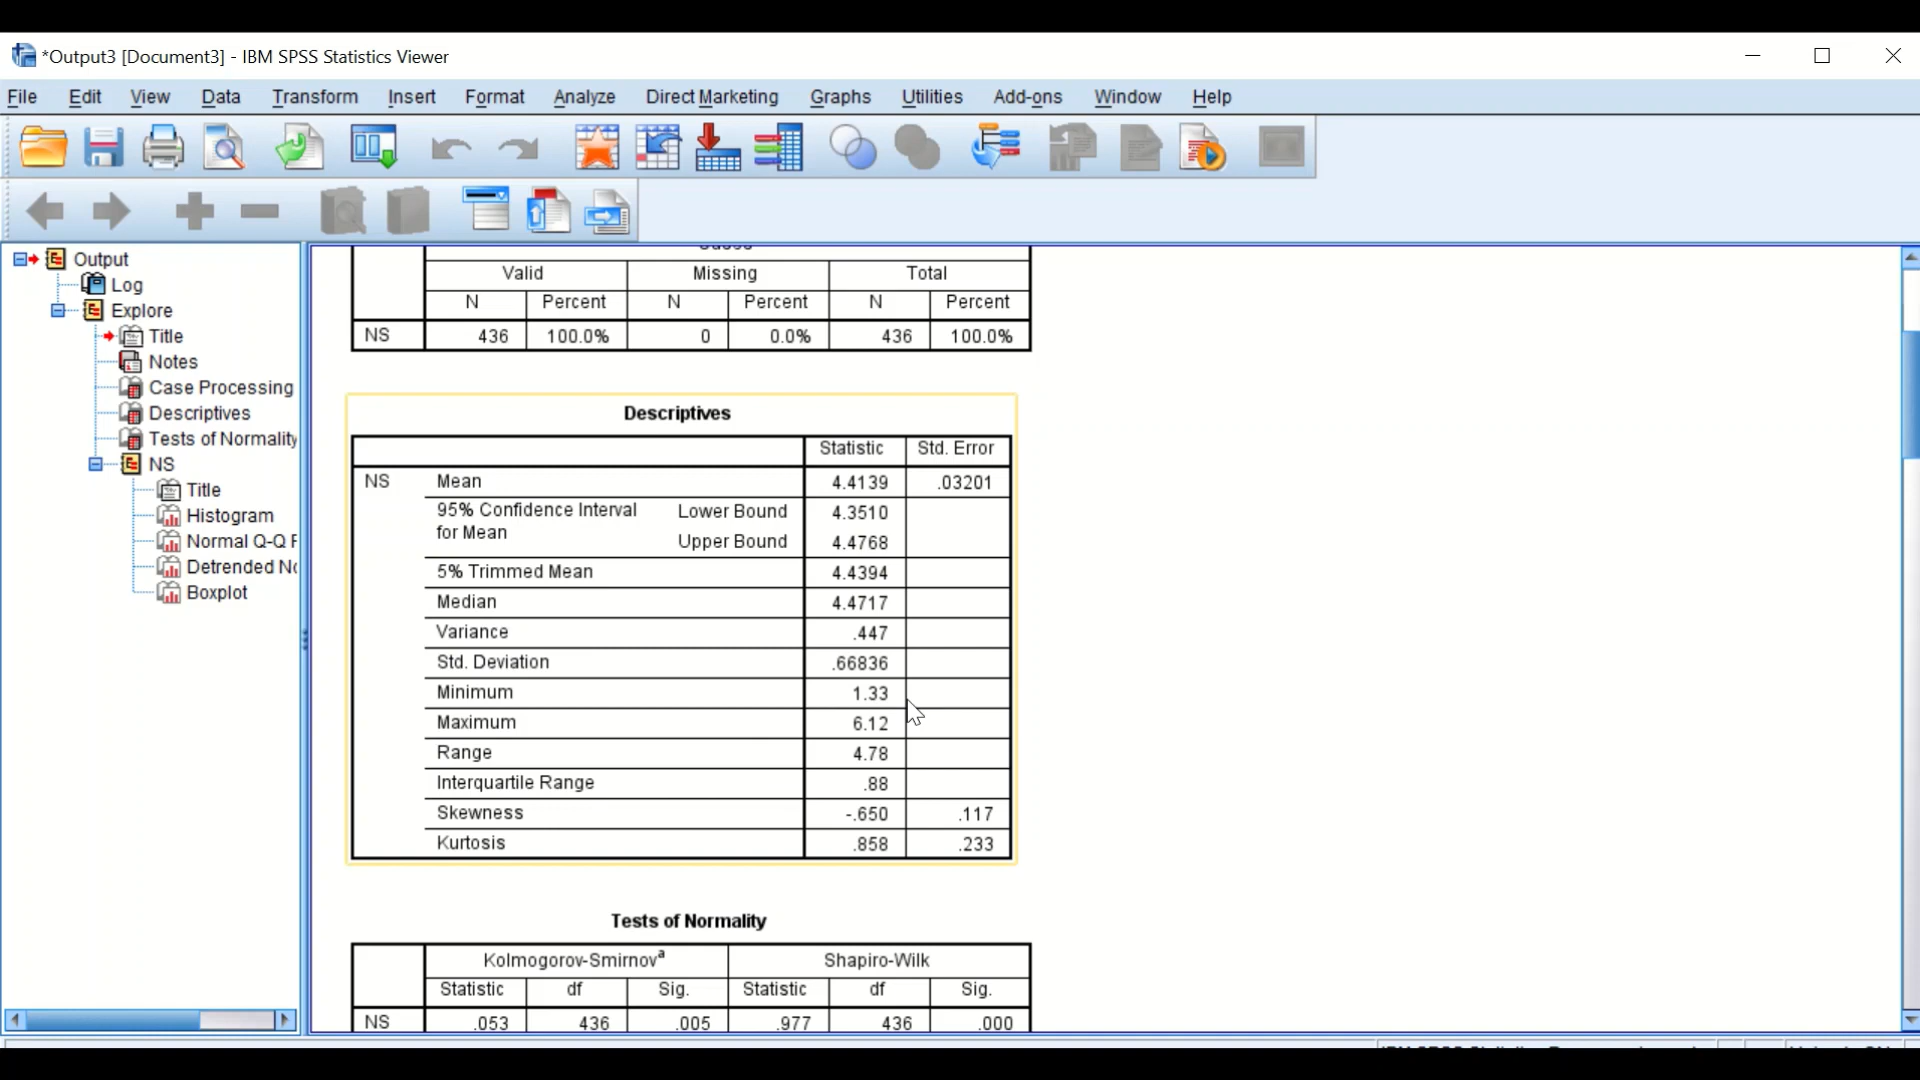 *Output3 [Document3] - IBM SPSS Statistics Viewer
File Edit View Data Transform Insert Format Analyze Direct Marketing Graphs Utilities Add-ons Window Help
Output
Log
Explore
Title
Notes
Case Processing
Descriptives
Tests of Normality
NS
Title
Histogram
Normal Q-Q
Detrended
Boxplot
Valid Missing Total
N Percent N Percent N Percent
NS 436 100.0% 0 0.0% 436 100.0%
Descriptives
Statistic Std. Error
NS Mean 4.4139 .03201
95% Confidence Interval for Mean Lower Bound 4.3510
Upper Bound 4.4768
5% Trimmed Mean 4.4394
Median 4.4717
Variance .447
Std. Deviation .66836
Minimum 1.33
Maximum 6.12
Range 4.78
Interquartile Range .88
Skewness -.650 .117
Kurtosis .858 .233
Tests of Normality
Kolmogorov-Smirnovᵃ Shapiro-Wilk
Statistic df Sig. Statistic df Sig.
NS .053 436 .005 .977 436 .000